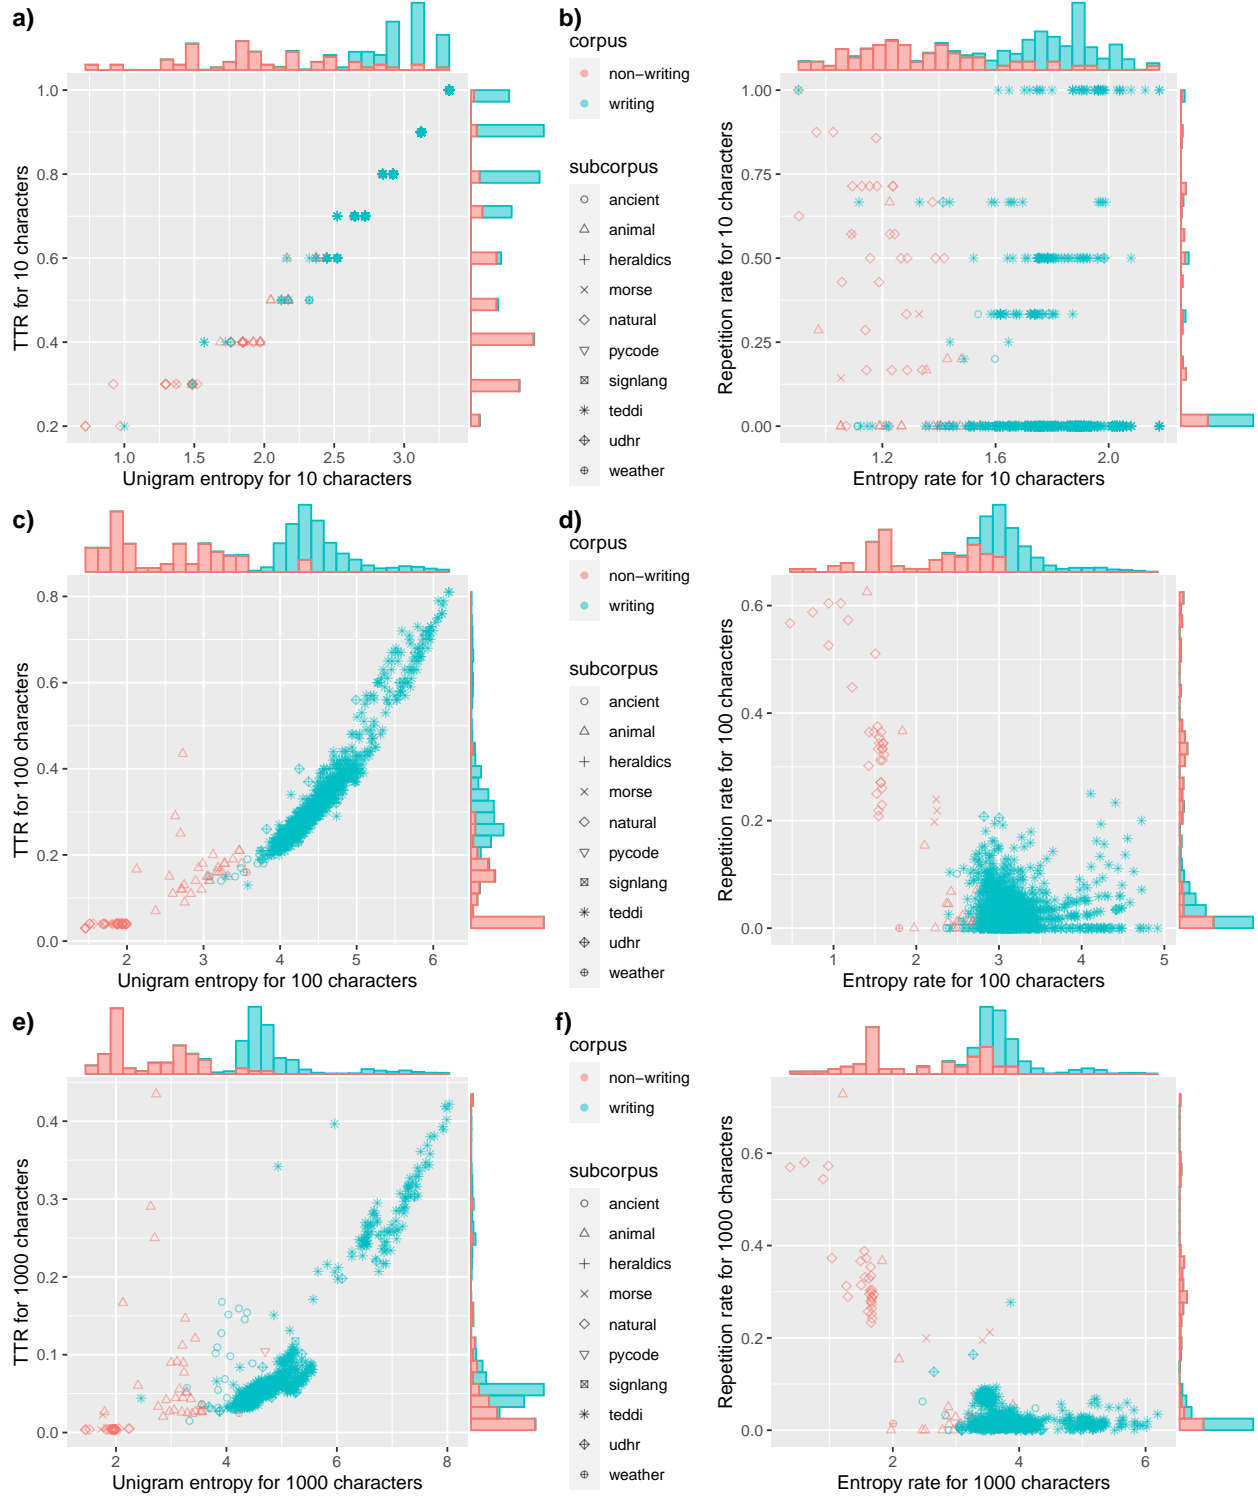 a)
TTR for 10 characters
1.0
0.8
0.6
0.4
0.2
1.0
1.5
2.0
2.5
3.0
Unigram entropy for 10 characters
b)
corpus
non−writing
writing
subcorpus
ancient
animal
heraldics
morse
natural
pycode
signlang
teddi
udhr
weather
Repetition rate for 10 characters
1.00
0.75
0.50
0.25
0.00
1.2
1.6
2.0
Entropy rate for 10 characters
c)
TTR for 100 characters
0.8
0.6
0.4
0.2
0.0
2
3
4
5
6
Unigram entropy for 100 characters
d)
corpus
non−writing
writing
subcorpus
ancient
animal
heraldics
morse
natural
pycode
signlang
teddi
udhr
weather
Repetition rate for 100 characters
0.6
0.4
0.2
0.0
1
2
3
4
5
Entropy rate for 100 characters
e)
TTR for 1000 characters
0.4
0.3
0.2
0.1
0.0
2
4
6
8
Unigram entropy for 1000 characters
f)
corpus
non−writing
writing
subcorpus
ancient
animal
heraldics
morse
natural
pycode
signlang
teddi
udhr
weather
Repetition rate for 1000 characters
0.6
0.4
0.2
0.0
2
4
6
Entropy rate for 1000 characters